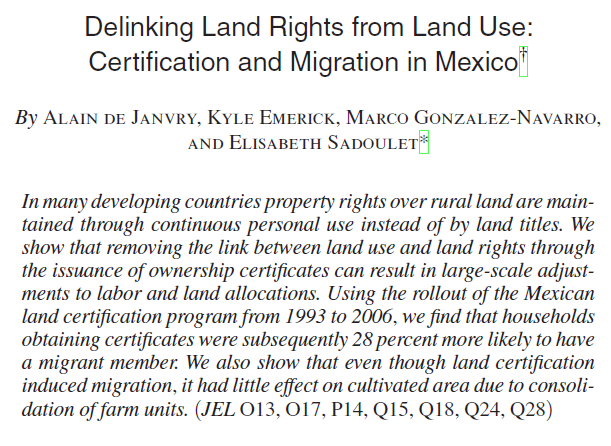 Delinking Land Rights from Land Use:
Certification and Migration in Mexico†
By Alain de Janvry, Kyle Emerick, Marco Gonzalez-Navarro,
and Elisabeth Sadoulet*
In many developing countries property rights over rural land are main-
tained through continuous personal use instead of by land titles. We
show that removing the link between land use and land rights through
the issuance of ownership certificates can result in large-scale adjust-
ments to labor and land allocations. Using the rollout of the Mexican
land certification program from 1993 to 2006, we find that households
obtaining certificates were subsequently 28 percent more likely to have
a migrant member. We also show that even though land certification
induced migration, it had little effect on cultivated area due to consoli-
dation of farm units. (JEL O13, O17, P14, Q15, Q18, Q24, Q28)